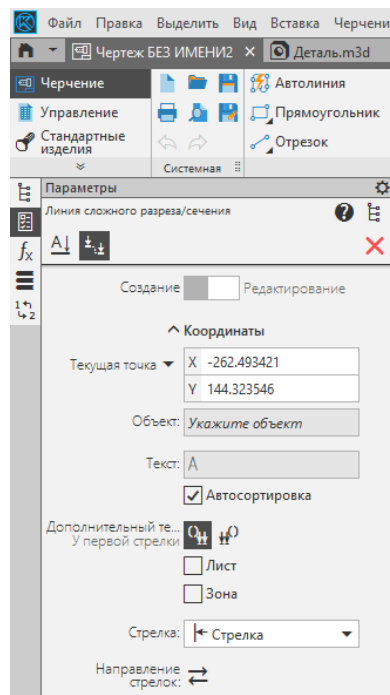 Файл Правка Выделить Вид Вставка Черчени
Чертеж БЕЗ ИМЕНИ2 Деталь.m3d
Черчение
Автолиния
Управление
Прямоугольник
Стандартные
изделия
Отрезок
Системная
Параметры
Линия сложного разреза/сечения
Создание Редактирование
Координаты
Текущая точка X -262.493421
Y 144.323546
Объект: Укажите объект
Текст: А
Автосортировка
Дополнительный те...
У первой стрелки
Лист
Зона
Стрелка: Стрелка
Направление
стрелок: